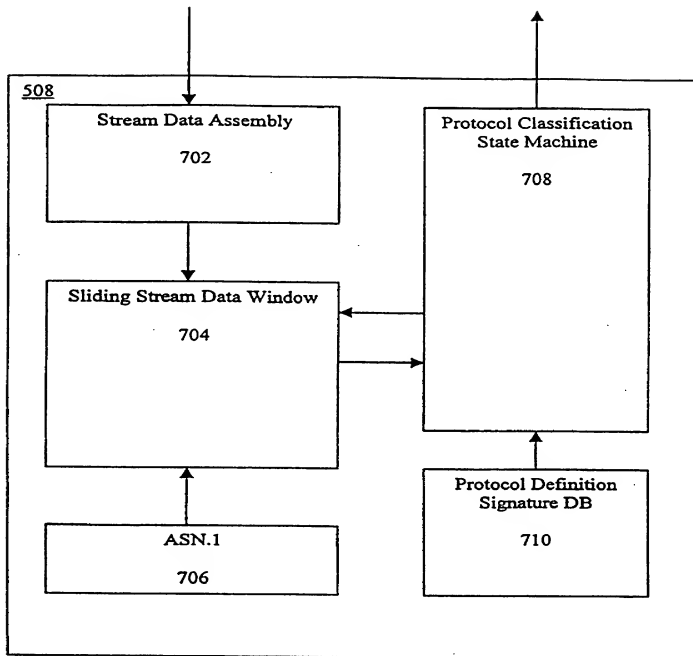 508
Stream Data Assembly
702
Protocol Classification
State Machine
708
Sliding Stream Data Window
704
Protocol Definition
Signature DB
710
ASN.1
706